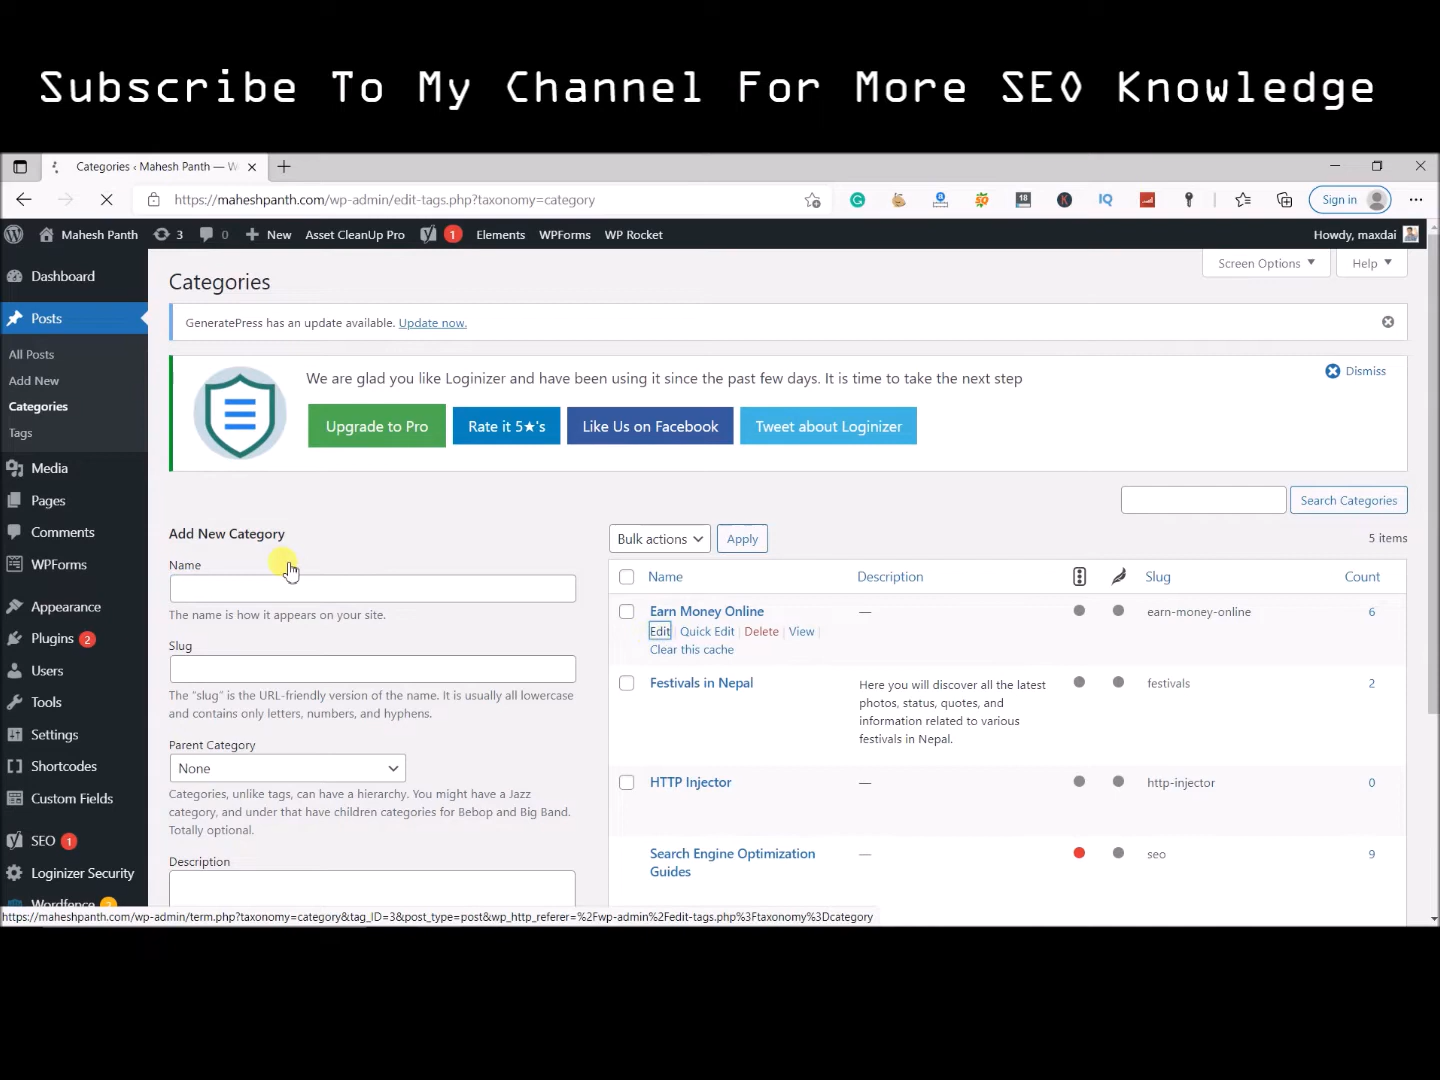 Subscribe To My Channel For More SEO Knowledge
Categories ‹ Mahesh Panth — W
https://maheshpanth.com/wp-admin/edit-tags.php?taxonomy=category
18
IQ
Sign in
Mahesh Panth
3
0
New
Asset CleanUp Pro
1
Elements
WPForms
WP Rocket
Howdy, maxdai
Dashboard
Posts
All Posts
Add New
Categories
Tags
Media
Pages
Comments
WPForms
Appearance
Plugins 2
Users
Tools
Settings
Shortcodes
Custom Fields
SEO 1
Loginizer Security
Wordfence
Screen Options
Help
Categories
GeneratePress has an update available. Update now.
We are glad you like Loginizer and have been using it since the past few days. It is time to take the next step
Dismiss
Upgrade to Pro
Rate it 5★'s
Like Us on Facebook
Tweet about Loginizer
Search Categories
Add New Category
Name
The name is how it appears on your site.
Slug
The “slug” is the URL-friendly version of the name. It is usually all lowercase
and contains only letters, numbers, and hyphens.
Parent Category
None
Categories, unlike tags, can have a hierarchy. You might have a Jazz
category, and under that have children categories for Bebop and Big Band.
Totally optional.
Description
Bulk actions
Apply
5 items
Name Description Slug Count
Earn Money Online — earn-money-online 6
Edit | Quick Edit | Delete | View |
Clear this cache
Festivals in Nepal
Here you will discover all the latest
photos, status, quotes, and
information related to various
festivals in Nepal.
festivals 2
HTTP Injector — http-injector 0
Search Engine Optimization
Guides
— seo 9
https://maheshpanth.com/wp-admin/term.php?taxonomy=category&tag_ID=3&post_type=post&wp_http_referer=%2Fwp-admin%2Fedit-tags.php%3Ftaxonomy%3Dcategory